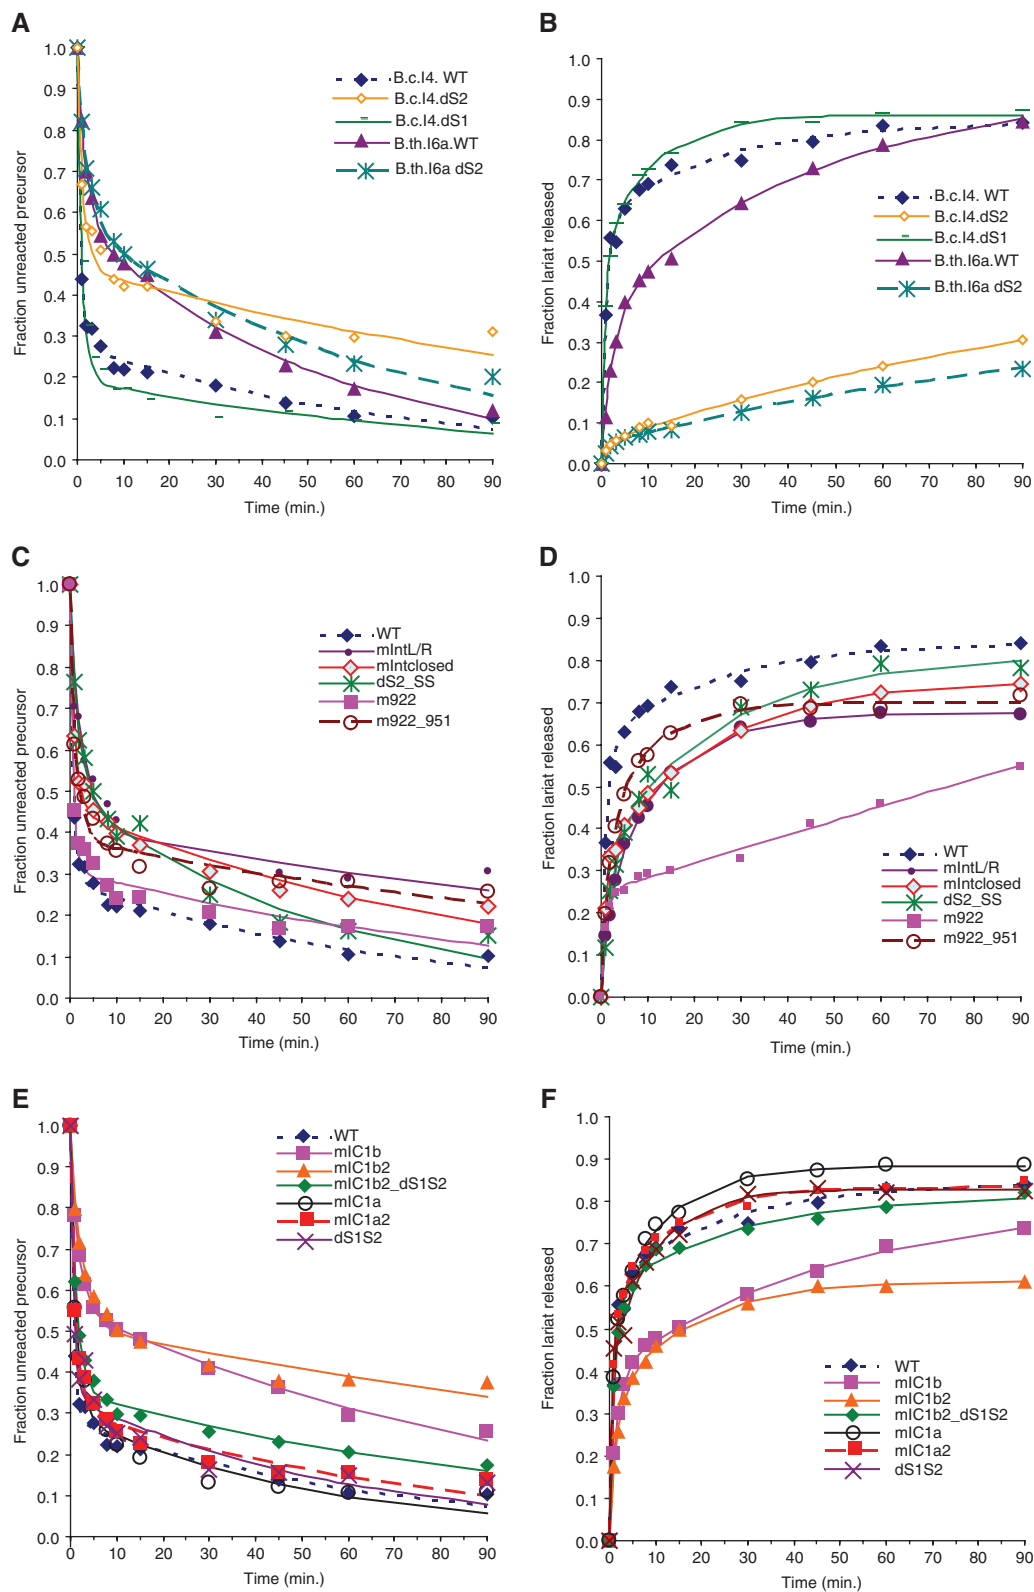 A
Fraction unreacted precursor
1.0
0.9
0.8
0.7
0.6
0.5
0.4
0.3
0.2
0.1
0.0
0 10 20 30 40 50 60 70 80 90
Time (min.)
B.c.I4. WT
B.c.I4.dS2
B.c.I4.dS1
B.th.I6a.WT
B.th.I6a dS2
B
Fraction lariat released
1.0
0.9
0.8
0.7
0.6
0.5
0.4
0.3
0.2
0.1
0.0
0 10 20 30 40 50 60 70 80 90
Time (min.)
B.c.I4. WT
B.c.I4.dS2
B.c.I4.dS1
B.th.I6a.WT
B.th.I6a dS2
C
Fraction unreacted precursor
1.0
0.9
0.8
0.7
0.6
0.5
0.4
0.3
0.2
0.1
0.0
0 10 20 30 40 50 60 70 80 90
Time (min.)
WT
mIntL/R
mIntclosed
dS2_SS
m922
m922_951
D
Fraction lariat released
1.0
0.9
0.8
0.7
0.6
0.5
0.4
0.3
0.2
0.1
0.0
0 10 20 30 40 50 60 70 80 90
Time (min.)
WT
mIntL/R
mIntclosed
dS2_SS
m922
m922_951
E
Fraction unreacted precursor
1.0
0.9
0.8
0.7
0.6
0.5
0.4
0.3
0.2
0.1
0.0
0 10 20 30 40 50 60 70 80 90
Time (min.)
WT
mIC1b
mIC1b2
mIC1b2_dS1S2
mIC1a
mIC1a2
dS1S2
F
Fraction lariat released
1.0
0.9
0.8
0.7
0.6
0.5
0.4
0.3
0.2
0.1
0.0
0 10 20 30 40 50 60 70 80 90
Time (min.)
WT
mIC1b
mIC1b2
mIC1b2_dS1S2
mIC1a
mIC1a2
dS1S2